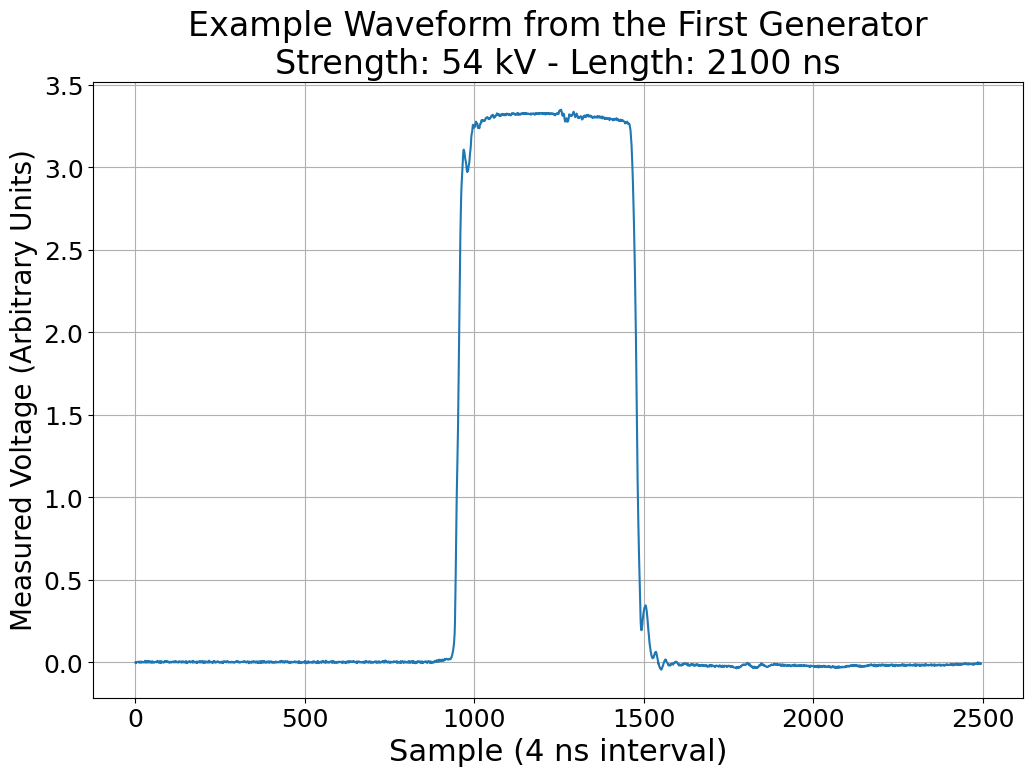 Example Waveform from the First Generator
Strength: 54 kV - Length: 2100 ns
Measured Voltage (Arbitrary Units)
3.5
3.0
2.5
2.0
1.5
1.0
0.5
0.0
0 500 1000 1500 2000 2500
Sample (4 ns interval)